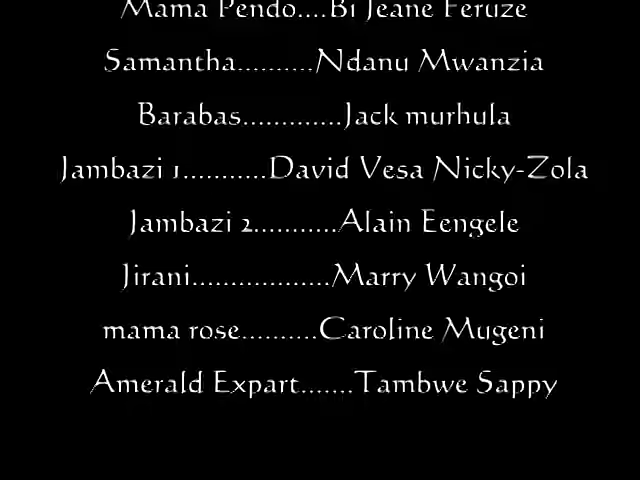 Mama Pendo....Bi Jeane Feruze
Samantha..........Ndanu Mwanzia
Barabas.............Jack murhula
Jambazi 1...........David Vesa Nicky-Zola
Jambazi 2...........Alain Eengele
Jirani..................Marry Wangoi
mama rose..........Caroline Mugeni
Amerald Expart.......Tambwe Sappy